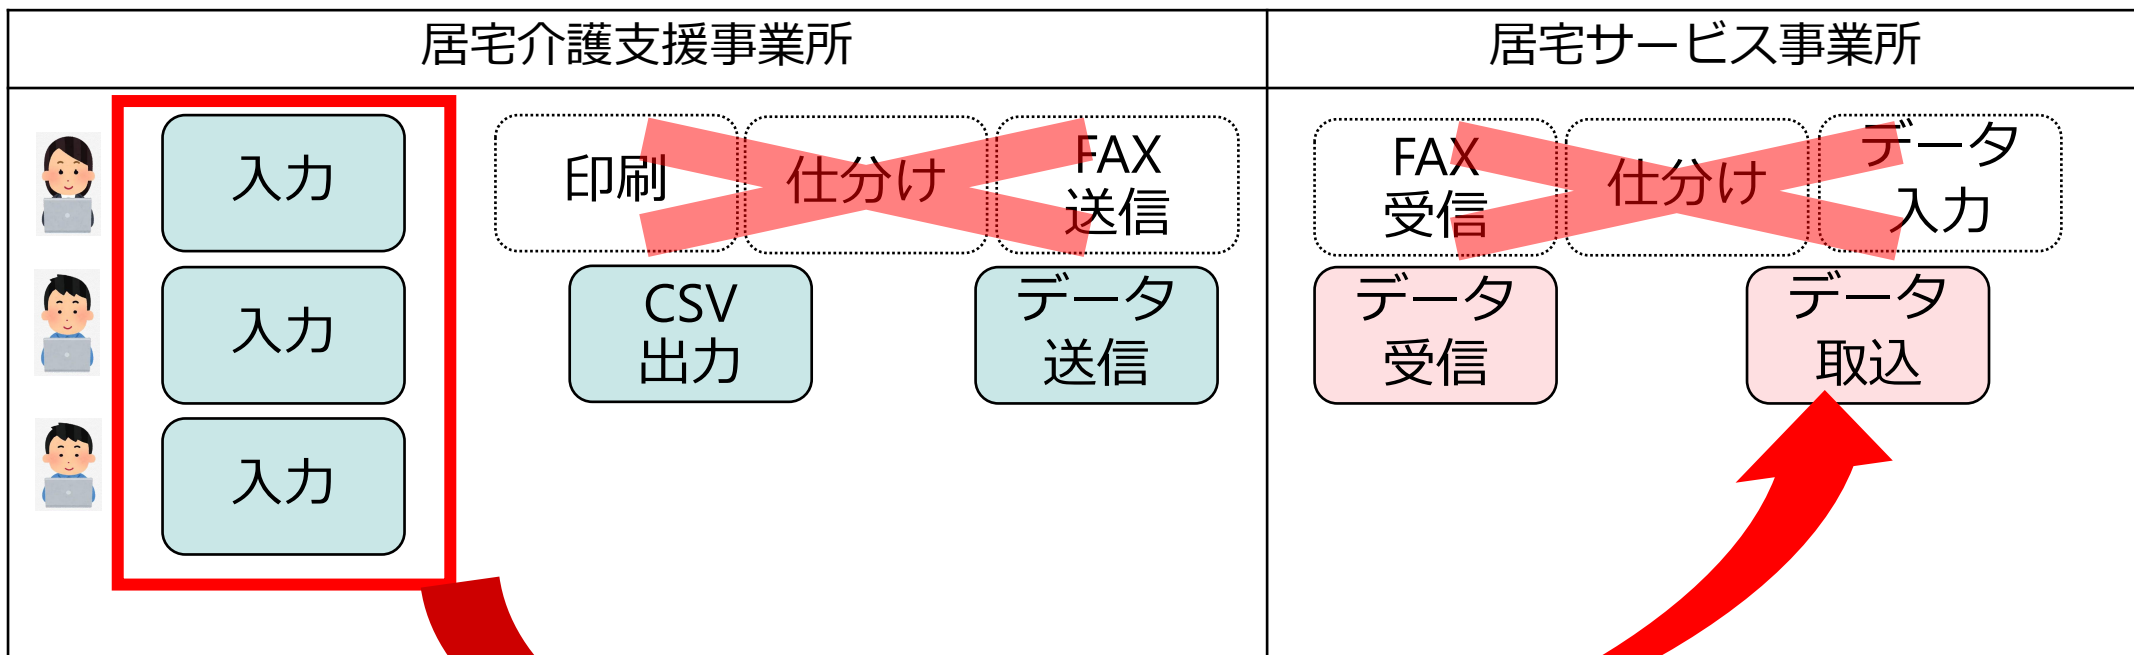 居宅介護支援事業所
居宅サービス事業所
入力
印刷
仕分け
FAX
送信
FAX
受信
仕分け
データ
入力
入力
CSV
出力
データ
送信
データ
受信
データ
取込
入力